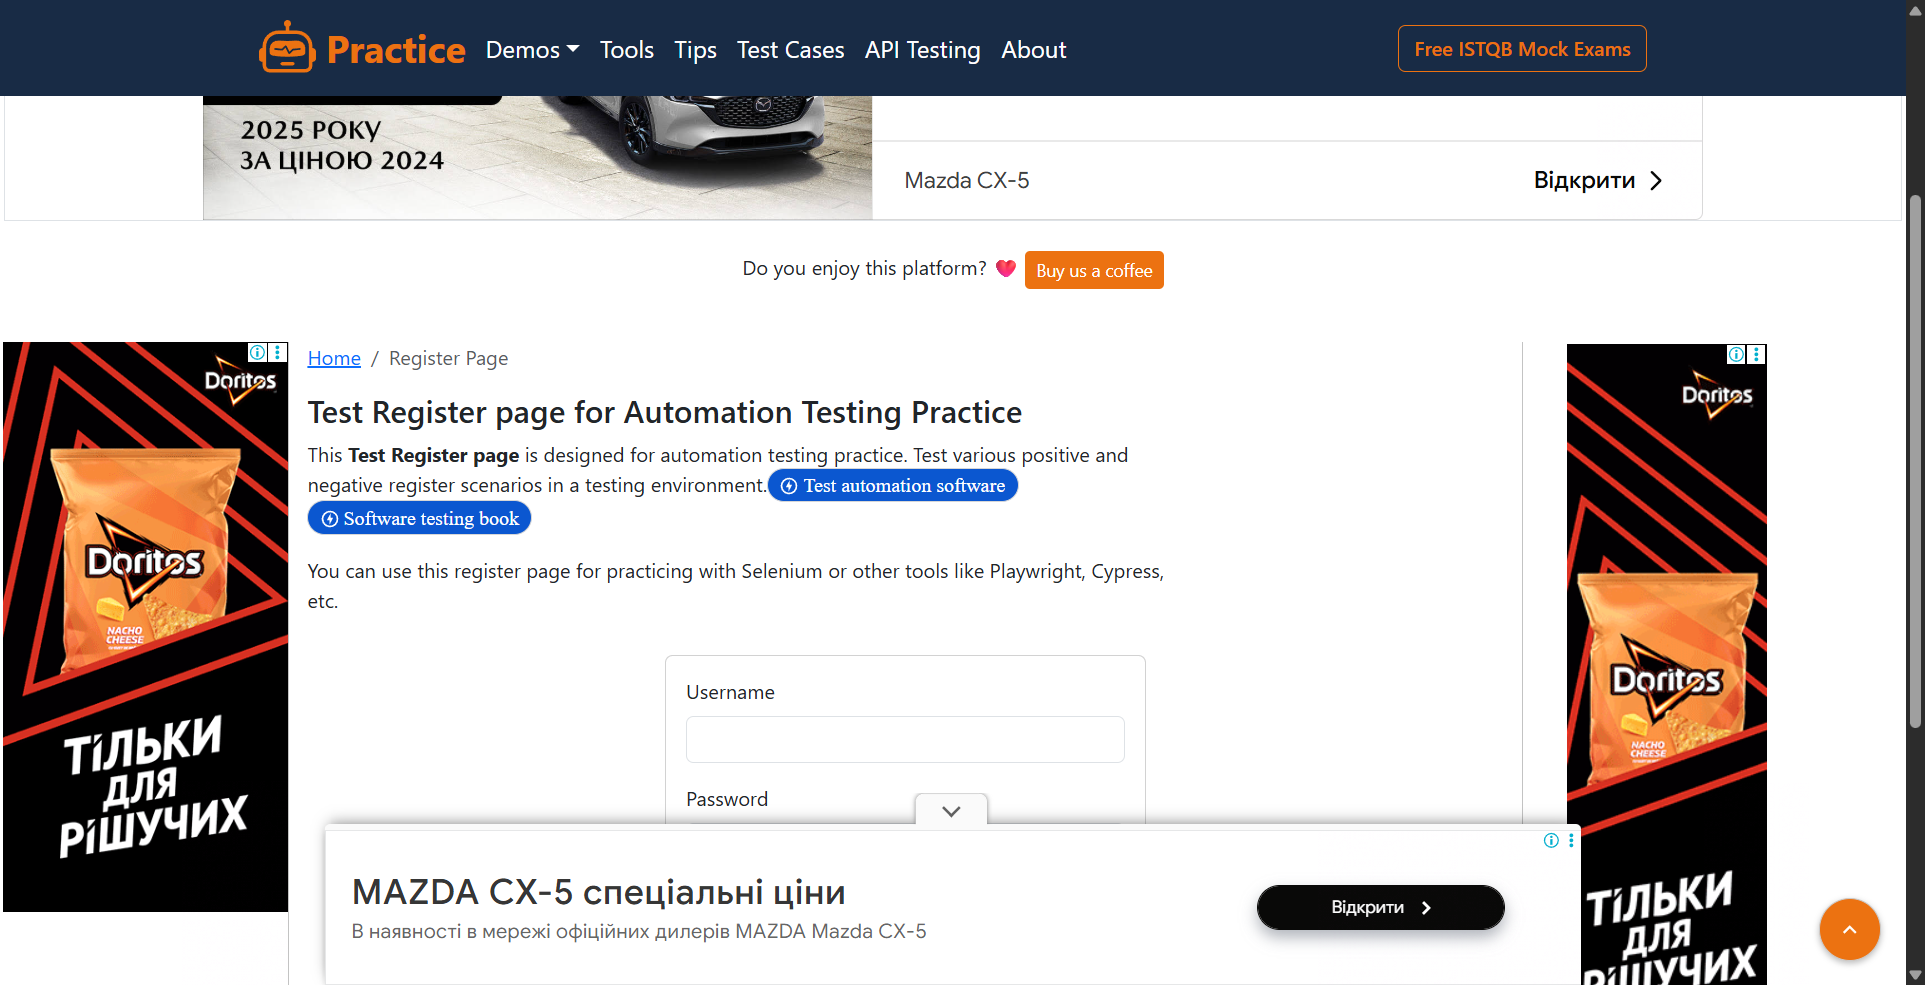 Practice
Demos
Tools
Tips
Test Cases
API Testing
About
Free ISTQB Mock Exams
2025 РОКУ
ЗА ЦІНОЮ 2024
Mazda CX-5
Відкрити
Do you enjoy this platform?
Buy us a coffee
Doritos
Doritos
NACHO
CHEESE
ТІЛЬКИ
ДЛЯ
РІШУЧИХ
Home / Register Page
Test Register page for Automation Testing Practice
This Test Register page is designed for automation testing practice. Test various positive and
negative register scenarios in a testing environment. Test automation software
Software testing book
You can use this register page for practicing with Selenium or other tools like Playwright, Cypress,
etc.
Username
Password
Doritos
Doritos
NACHO
CHEESE
ТІЛЬКИ
ДЛЯ
РІШУЧИХ
MAZDA CX-5 спеціальні ціни
В наявності в мережі офіційних дилерів MAZDA Mazda CX-5
Відкрити